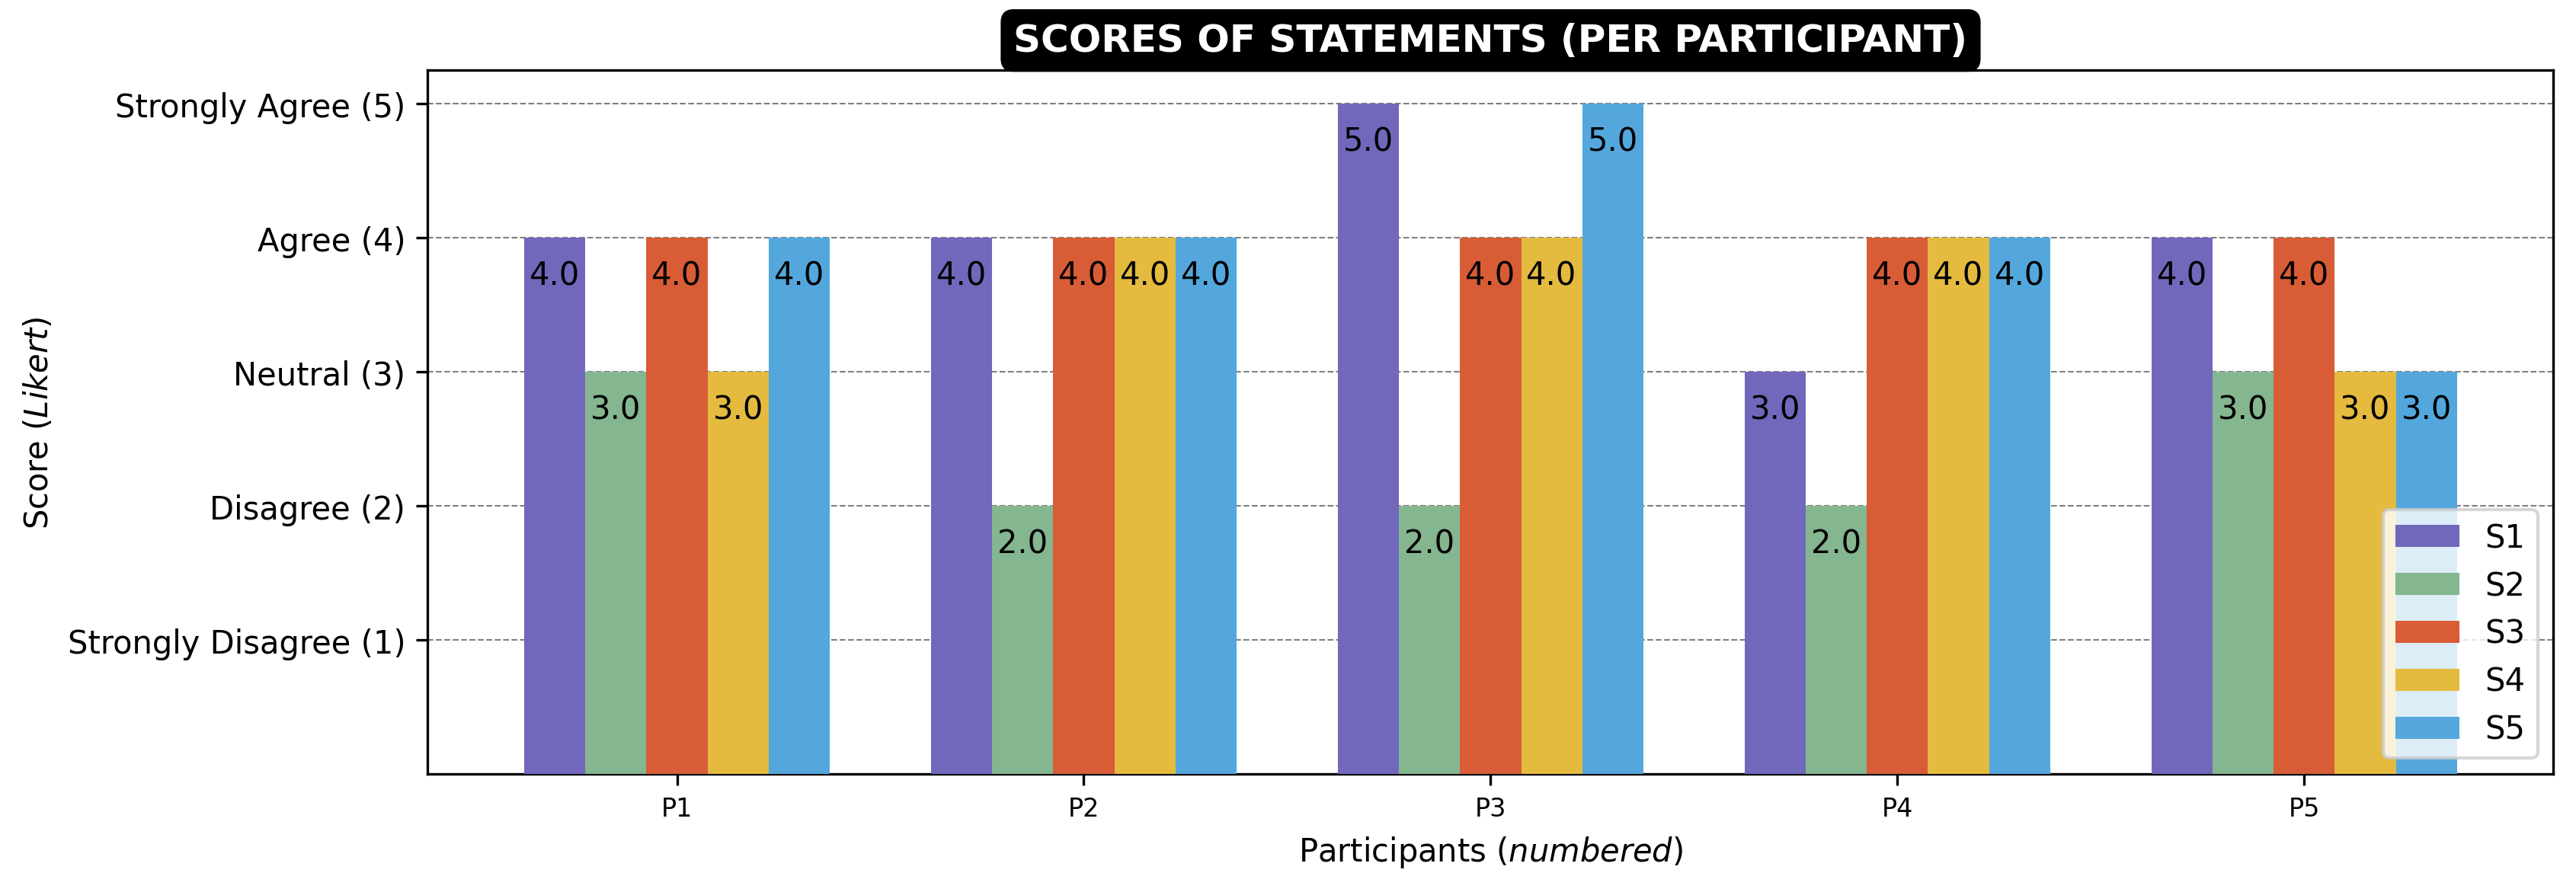 SCORES OF STATEMENTS (PER PARTICIPANT)
Score (Likert)
Strongly Agree (5)
Agree (4)
Neutral (3)
Disagree (2)
Strongly Disagree (1)
4.0 3.0 4.0 3.0 4.0
4.0 2.0 4.0 4.0 4.0
5.0 2.0 4.0 4.0 5.0
3.0 2.0 4.0 4.0 4.0
4.0 3.0 4.0 3.0 3.0
S1
S2
S3
S4
S5
P1 P2 P3 P4 P5
Participants (numbered)